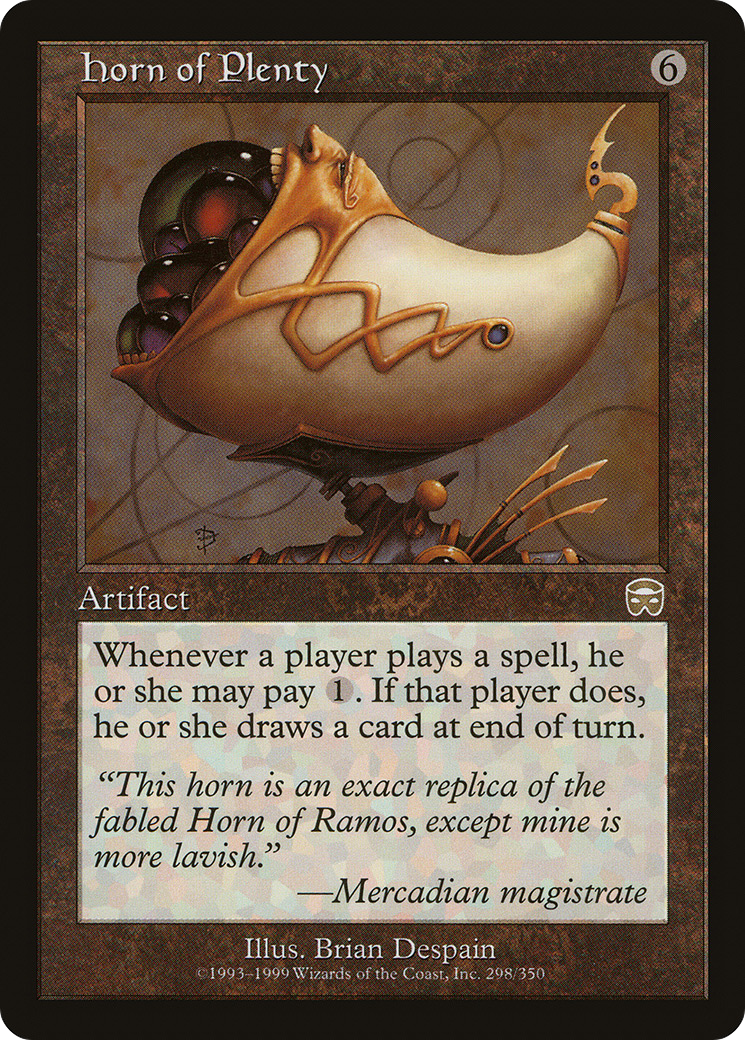 Horn of Plenty
6
Artifact
Whenever a player plays a spell, he
or she may pay 1. If that player does,
he or she draws a card at end of turn.
“This horn is an exact replica of the
fabled Horn of Ramos, except mine is
more lavish.”
—Mercadian magistrate
Illus. Brian Despain
©1993–1999 Wizards of the Coast, Inc. 298/350